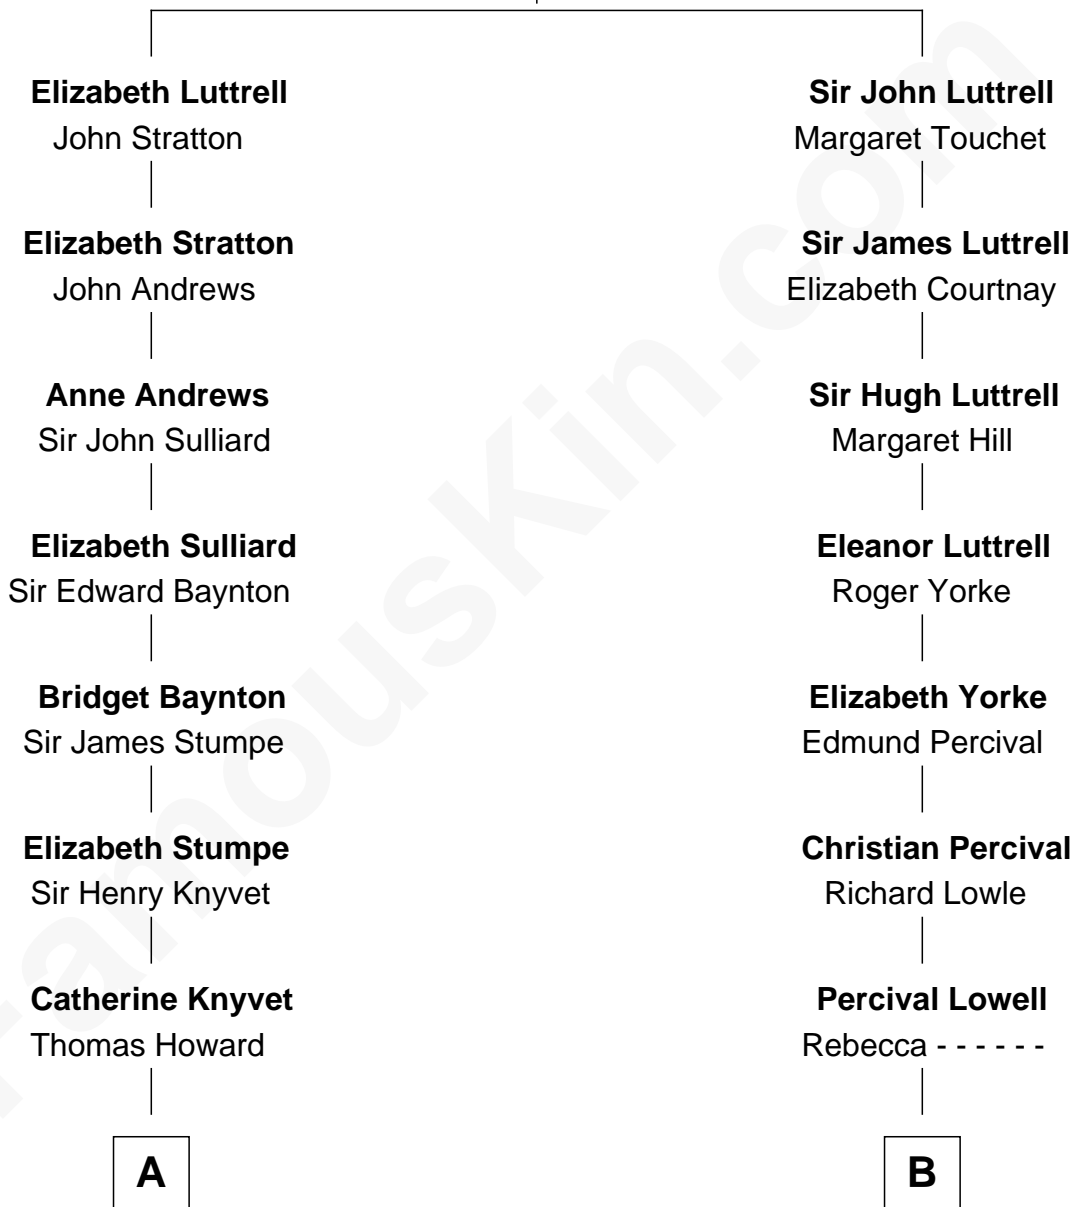 Elizabeth Luttrell
John Stratton
Elizabeth Stratton
John Andrews
Anne Andrews
Sir John Sulliard
Elizabeth Sulliard
Sir Edward Baynton
Bridget Baynton
Sir James Stumpe
Elizabeth Stumpe
Sir Henry Knyvet
Catherine Knyvet
Thomas Howard
A
Sir John Luttrell
Margaret Touchet
Sir James Luttrell
Elizabeth Courtnay
Sir Hugh Luttrell
Margaret Hill
Eleanor Luttrell
Roger Yorke
Elizabeth Yorke
Edmund Percival
Christian Percival
Richard Lowle
Percival Lowell
Rebecca - - - - - -
B
FamousKin.com